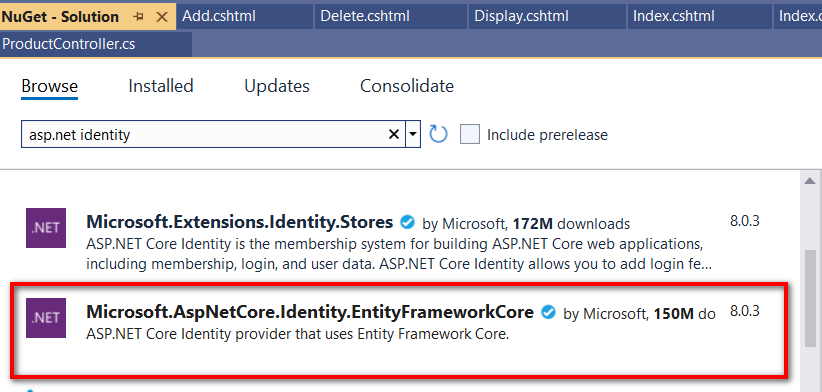 NuGet - Solution
Add.cshtml
Delete.cshtml
Display.cshtml
Index.cshtml
Index.c
ProductController.cs
Browse Installed Updates Consolidate
asp.net identity
Include prerelease
.NET
Microsoft.Extensions.Identity.Stores by Microsoft, 172M downloads 8.0.3
ASP.NET Core Identity is the membership system for building ASP.NET Core web applications,
including membership, login, and user data. ASP.NET Core Identity allows you to add login fe...
.NET
Microsoft.AspNetCore.Identity.EntityFrameworkCore by Microsoft, 150M do 8.0.3
ASP.NET Core Identity provider that uses Entity Framework Core.